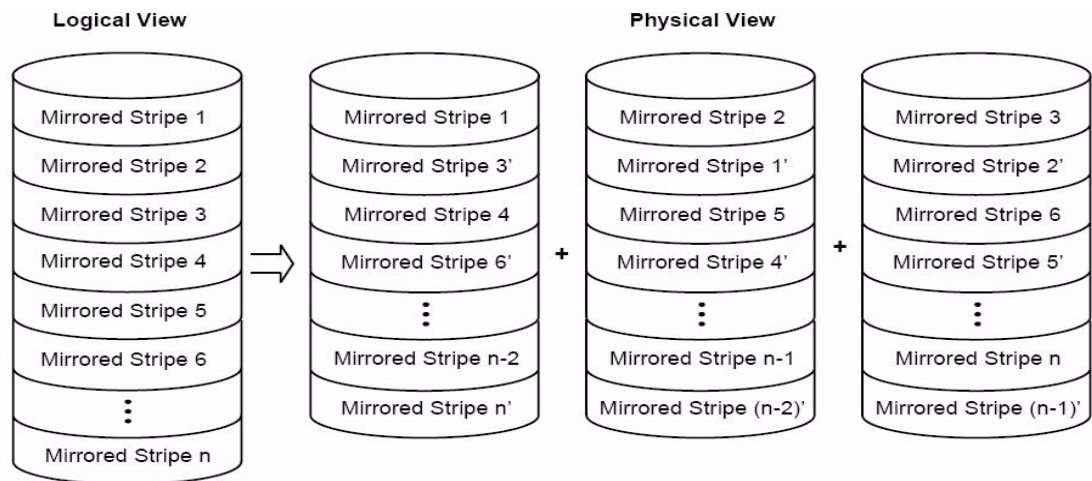 Logical View
Physical View
Mirrored Stripe 1
Mirrored Stripe 2
Mirrored Stripe 3
Mirrored Stripe 4
Mirrored Stripe 5
Mirrored Stripe 6
Mirrored Stripe n
Mirrored Stripe 1
Mirrored Stripe 3’
Mirrored Stripe 4
Mirrored Stripe 6’
Mirrored Stripe n-2
Mirrored Stripe n’
+
Mirrored Stripe 2
Mirrored Stripe 1’
Mirrored Stripe 5
Mirrored Stripe 4’
Mirrored Stripe n-1
Mirrored Stripe (n-2)’
+
Mirrored Stripe 3
Mirrored Stripe 2’
Mirrored Stripe 6
Mirrored Stripe 5’
Mirrored Stripe n
Mirrored Stripe (n-1)’